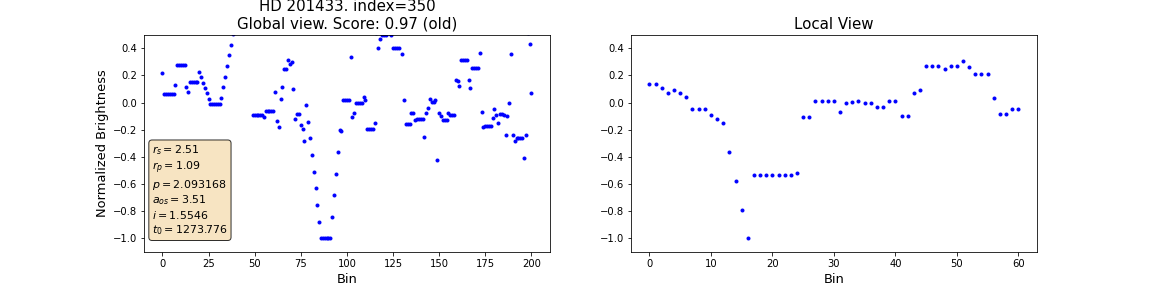 HD 201433. index=350
Global view. Score: 0.97 (old)
Local View
Normalized Brightness
0.4
0.2
0.0
−0.2
−0.4
−0.6
−0.8
−1.0
r_s = 2.51
r_p = 1.09
p = 2.093168
a_os = 3.51
i = 1.5546
t_0 = 1273.776
0 25 50 75 100 125 150 175 200
Bin
0.4
0.2
0.0
−0.2
−0.4
−0.6
−0.8
−1.0
0 10 20 30 40 50 60
Bin